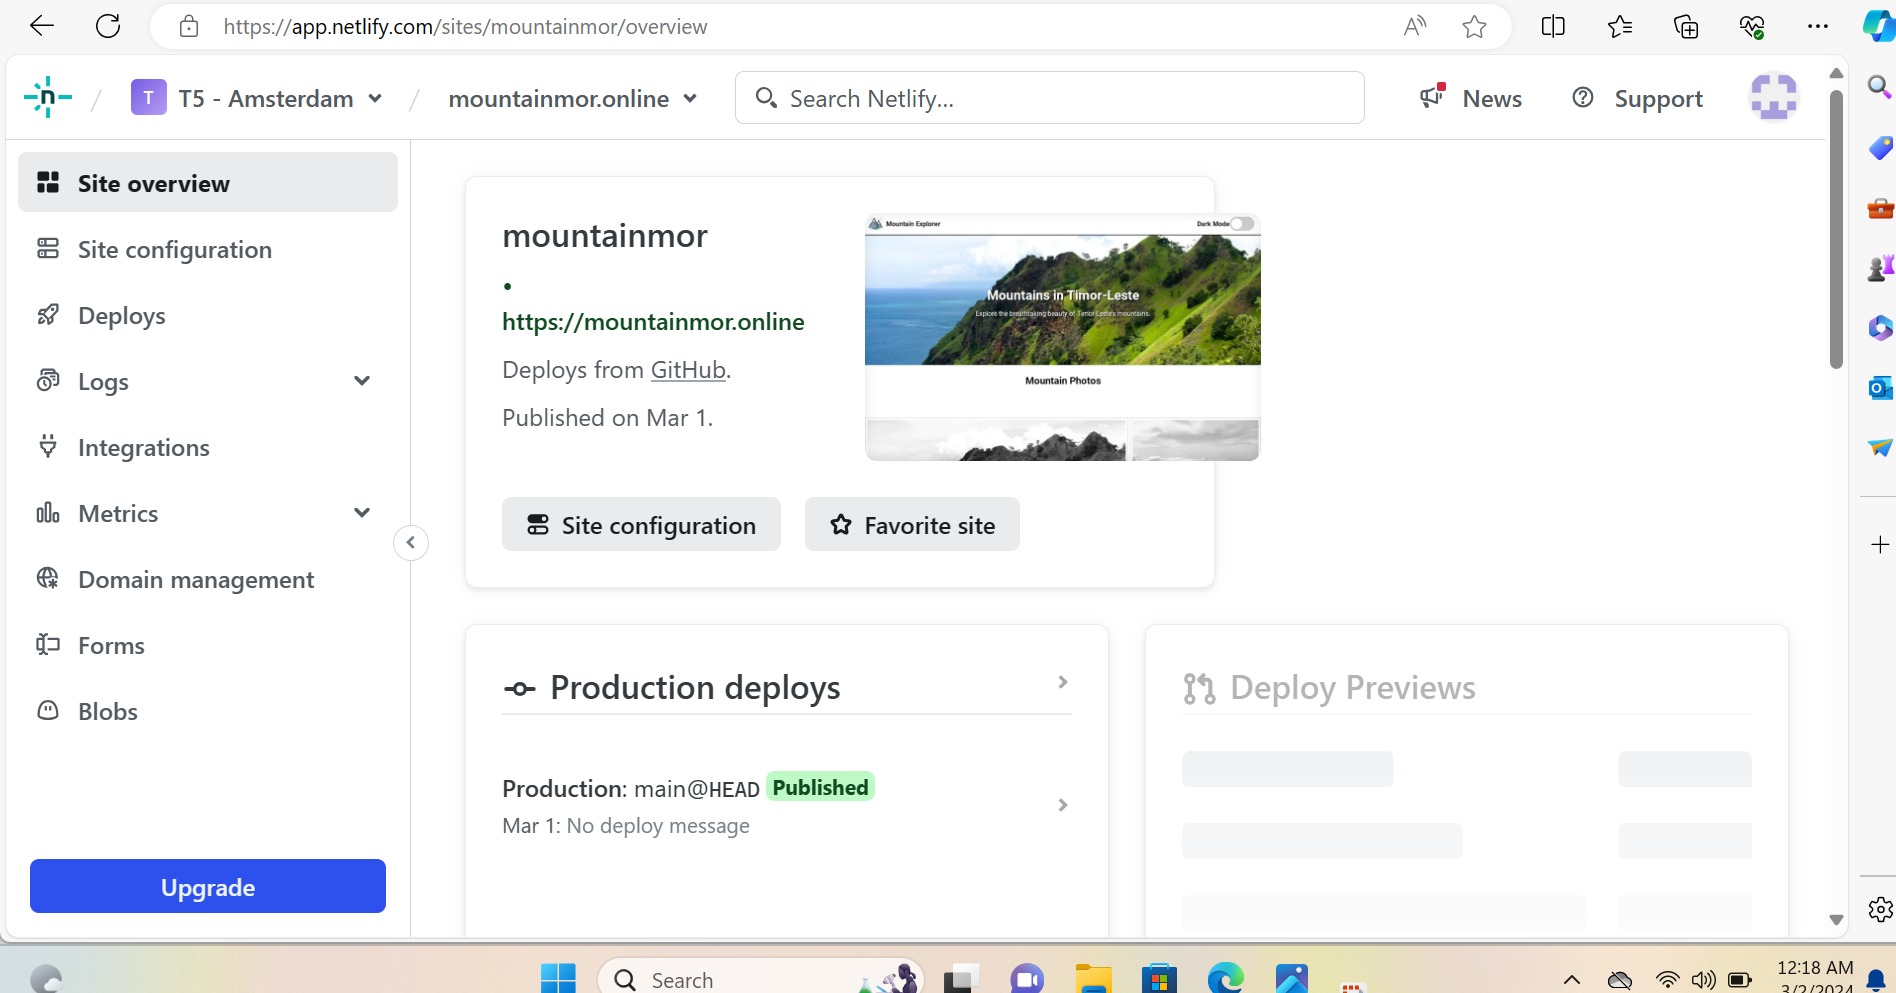 https://app.netlify.com/sites/mountainmor/overview
T
T5 - Amsterdam
mountainmor.online
Search Netlify...
News
Support
Site overview
Site configuration
Deploys
Logs
Integrations
Metrics
Domain management
Forms
Blobs
Upgrade
mountainmor
https://mountainmor.online
Deploys from GitHub.
Published on Mar 1.
Mountain Explorer
Dark Mode
Mountains in Timor-Leste
Explore the breathtaking beauty of Timor-Leste's mountains.
Mountain Photos
Site configuration
Favorite site
Production deploys
Production: main@HEAD Published
Mar 1: No deploy message
Deploy Previews
Search
12:18 AM
3/2/2024